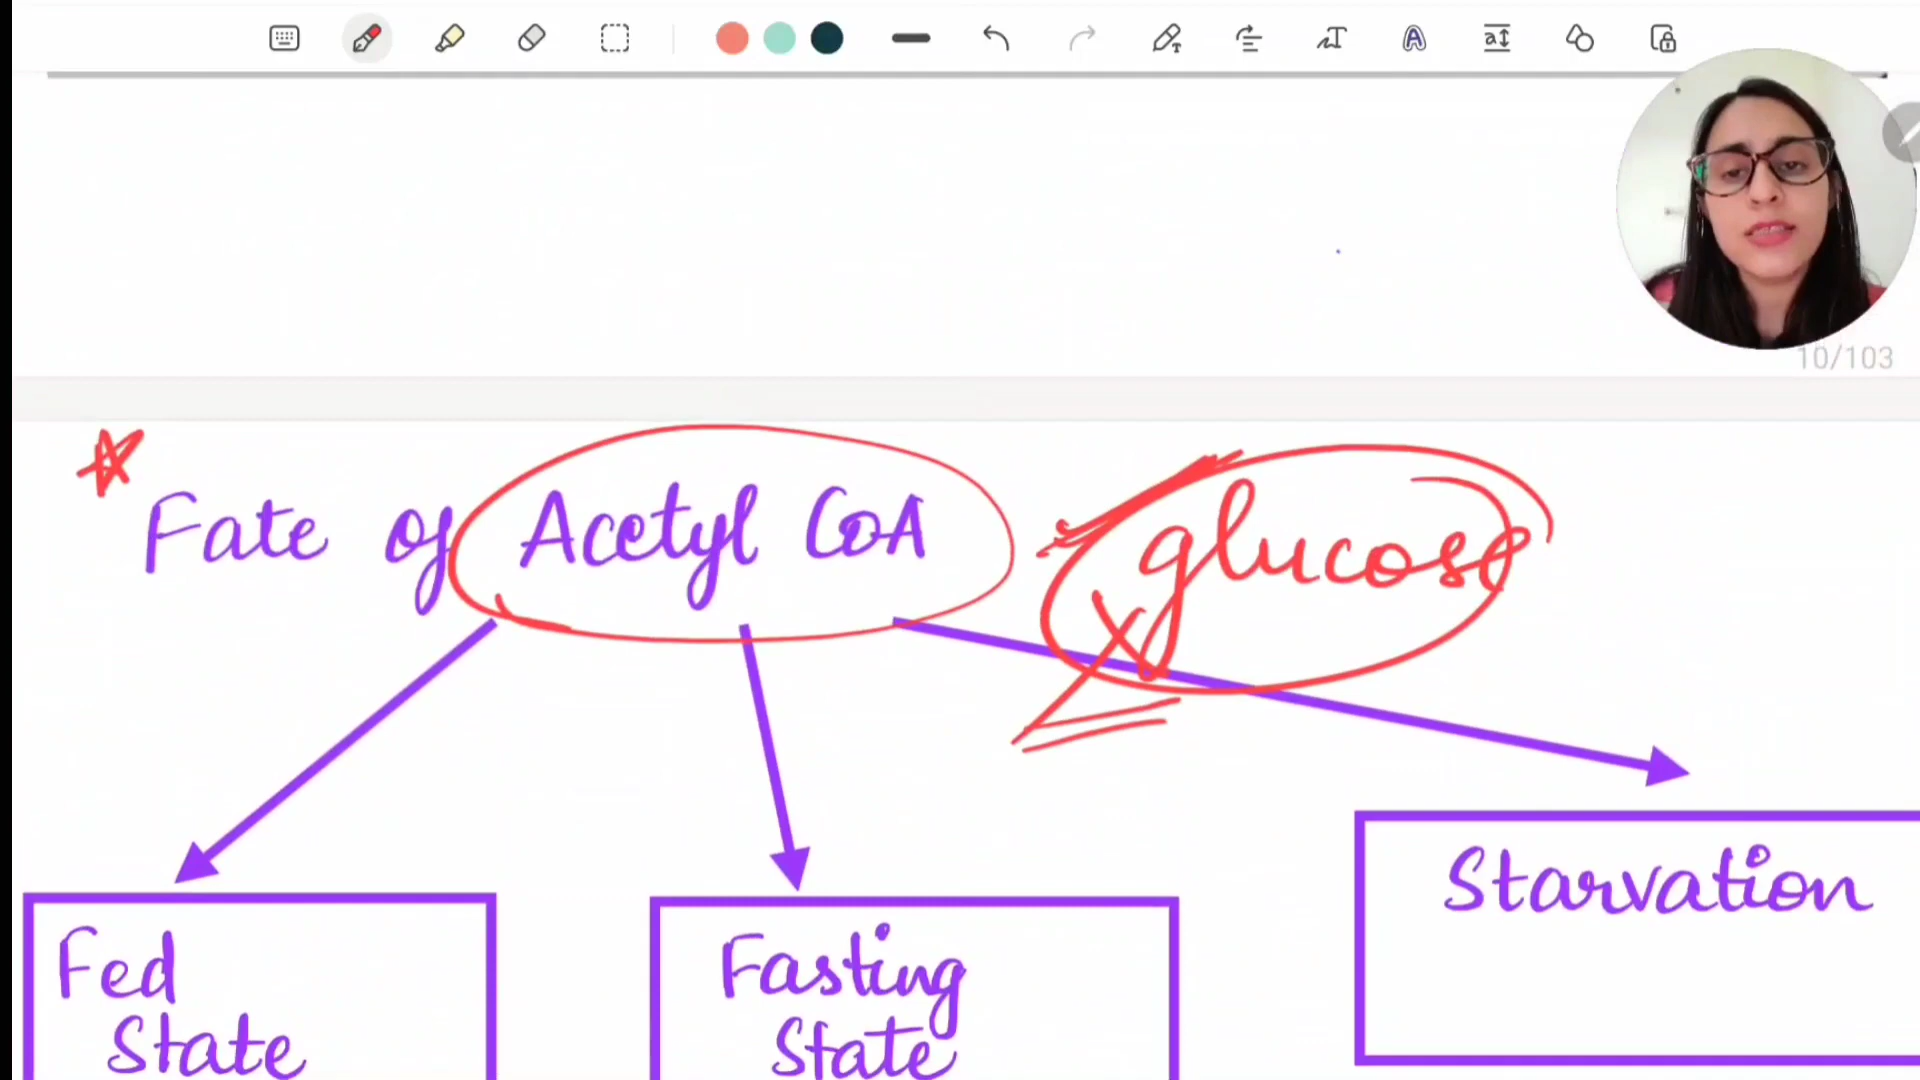 10/103
Fate of Acetyl CoA glucose
Starvation
Fed
State
Fasting
State